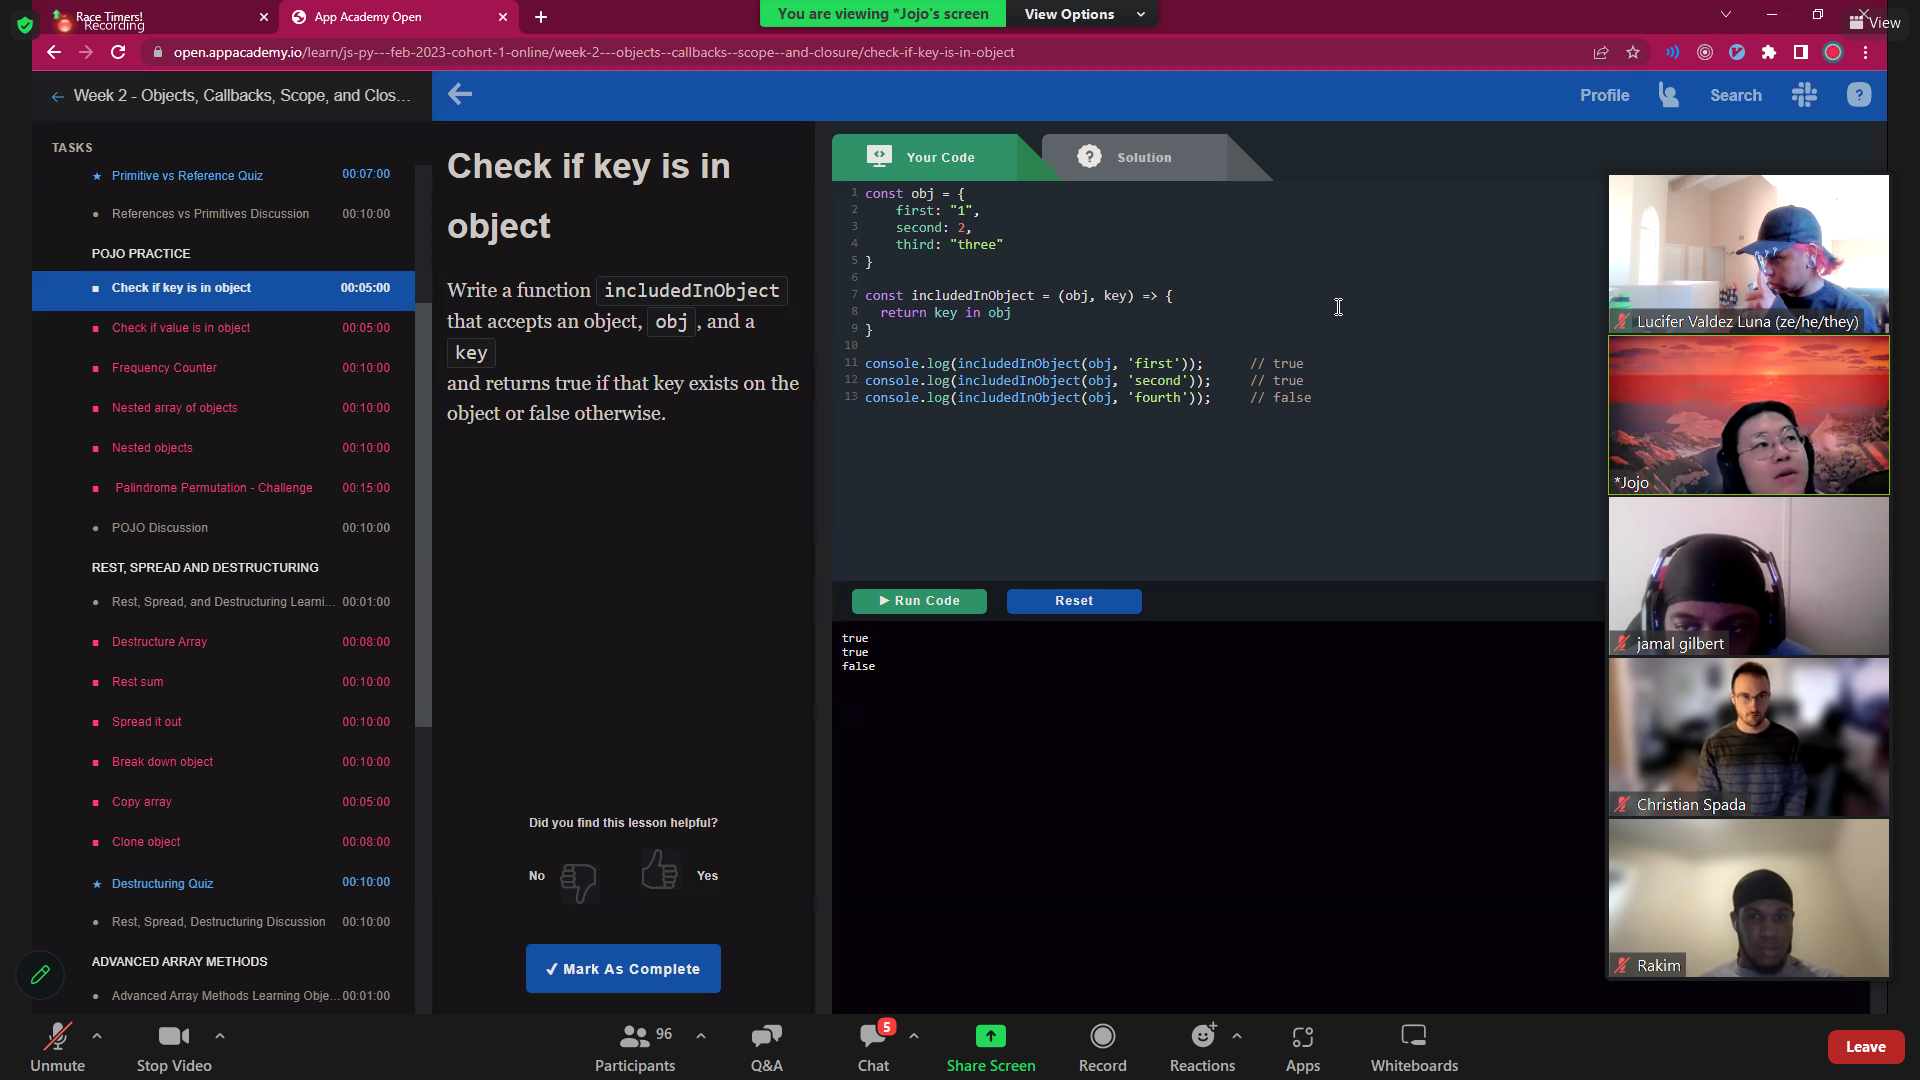 Race Timers!
Recording
App Academy Open
You are viewing *Jojo's screen
View Options
View
open.appacademy.io/learn/js-py---feb-2023-cohort-1-online/week-2---objects--callbacks--scope--and-closure/check-if-key-is-in-object
Week 2 - Objects, Callbacks, Scope, and Clos...
Profile
Search
TASKS
Primitive vs Reference Quiz 00:07:00
References vs Primitives Discussion 00:10:00
POJO PRACTICE
Check if key is in object 00:05:00
Check if value is in object 00:05:00
Frequency Counter 00:10:00
Nested array of objects 00:10:00
Nested objects 00:10:00
Palindrome Permutation - Challenge 00:15:00
POJO Discussion 00:10:00
REST, SPREAD AND DESTRUCTURING
Rest, Spread, and Destructuring Learni... 00:01:00
Destructure Array 00:08:00
Rest sum 00:10:00
Spread it out 00:10:00
Break down object 00:10:00
Copy array 00:05:00
Clone object 00:08:00
Destructuring Quiz 00:10:00
Rest, Spread, Destructuring Discussion 00:10:00
ADVANCED ARRAY METHODS
Advanced Array Methods Learning Obje... 00:01:00
Check if key is in
object
Write a function includedInObject
that accepts an object, obj , and a
key
and returns true if that key exists on the
object or false otherwise.
Did you find this lesson helpful?
No
Yes
✓ Mark As Complete
Your Code
Solution
1 const obj = {
2 first: "1",
3 second: 2,
4 third: "three"
5 }
6
7 const includedInObject = (obj, key) => {
8 return key in obj
9 }
10
11 console.log(includedInObject(obj, 'first')); // true
12 console.log(includedInObject(obj, 'second')); // true
13 console.log(includedInObject(obj, 'fourth')); // false
Run Code
Reset
true
true
false
Lucifer Valdez Luna (ze/he/they)
*Jojo
jamal gilbert
Christian Spada
Rakim
Unmute
Stop Video
Participants
96
Q&A
Chat
5
Share Screen
Record
Reactions
Apps
Whiteboards
Leave